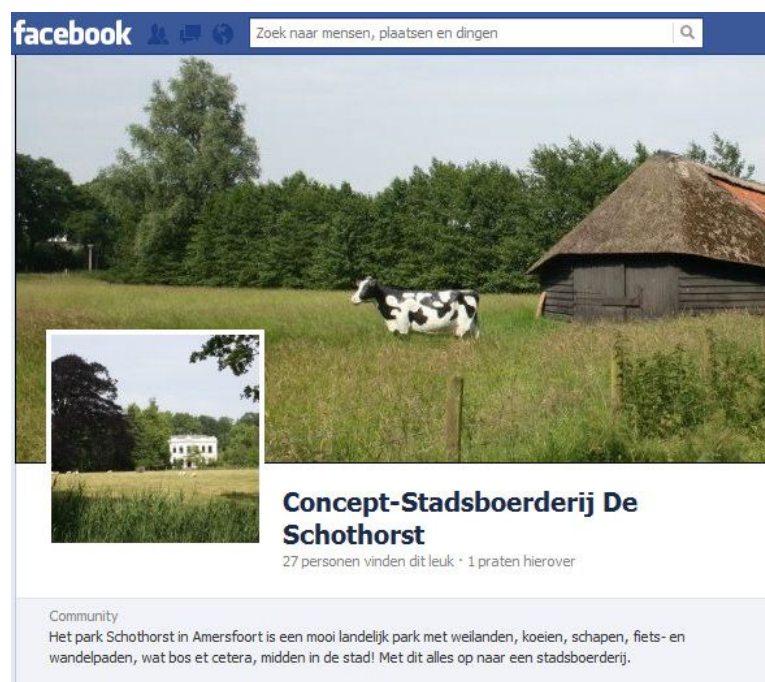 facebook
Zoek naar mensen, plaatsen en dingen
Concept-Stadsboerderij De
Schothorst
27 personen vinden dit leuk · 1 praten hierover
Community
Het park Schothorst in Amersfoort is een mooi landelijk park met weilanden, koeien, schapen, fiets- en
wandelpaden, wat bos et cetera, midden in de stad! Met dit alles op naar een stadsboerderij.